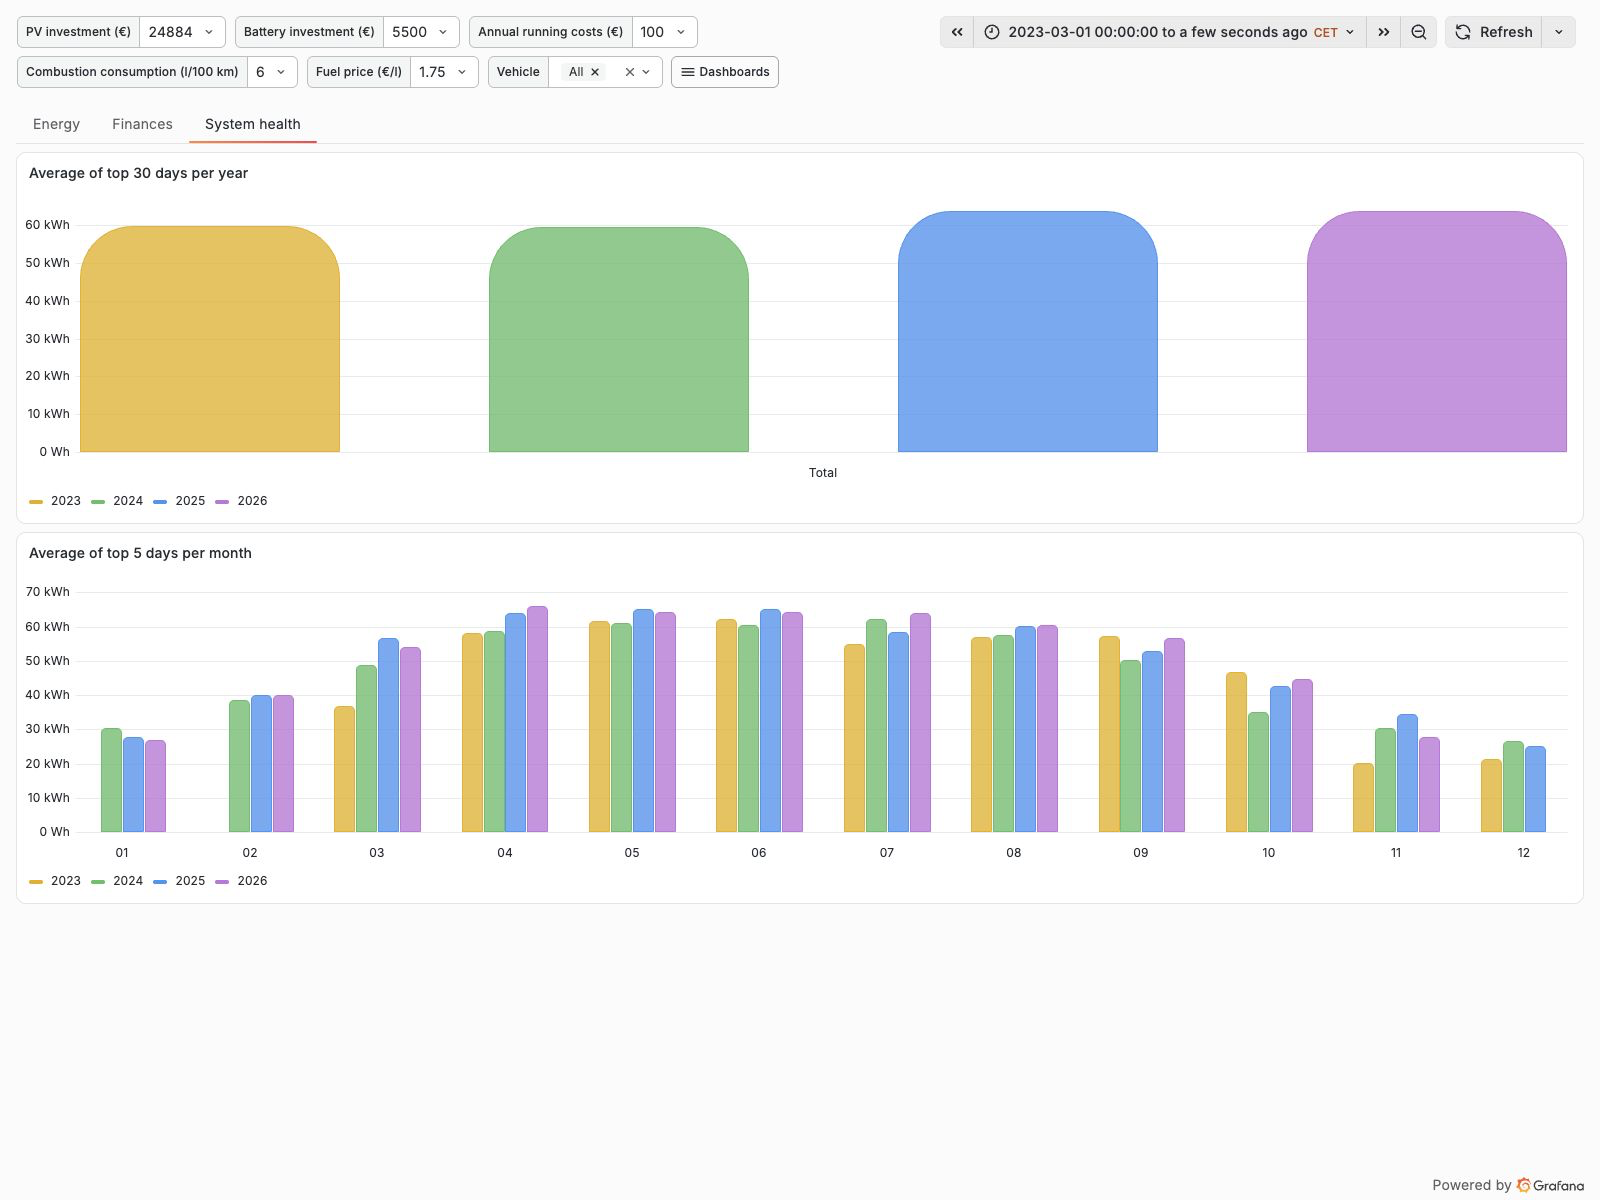 PV investment (€) 24884 Battery investment (€) 5500 Annual running costs (€) 100 2023-03-01 00:00:00 to a few seconds ago CET Refresh
Combustion consumption (l/100 km) 6 Fuel price (€/l) 1.75 Vehicle All Dashboards
Energy Finances System health
Average of top 30 days per year
60 kWh
50 kWh
40 kWh
30 kWh
20 kWh
10 kWh
0 Wh
Total
2023 2024 2025 2026
Average of top 5 days per month
70 kWh
60 kWh
50 kWh
40 kWh
30 kWh
20 kWh
10 kWh
0 Wh
01 02 03 04 05 06 07 08 09 10 11 12
2023 2024 2025 2026
Powered by Grafana